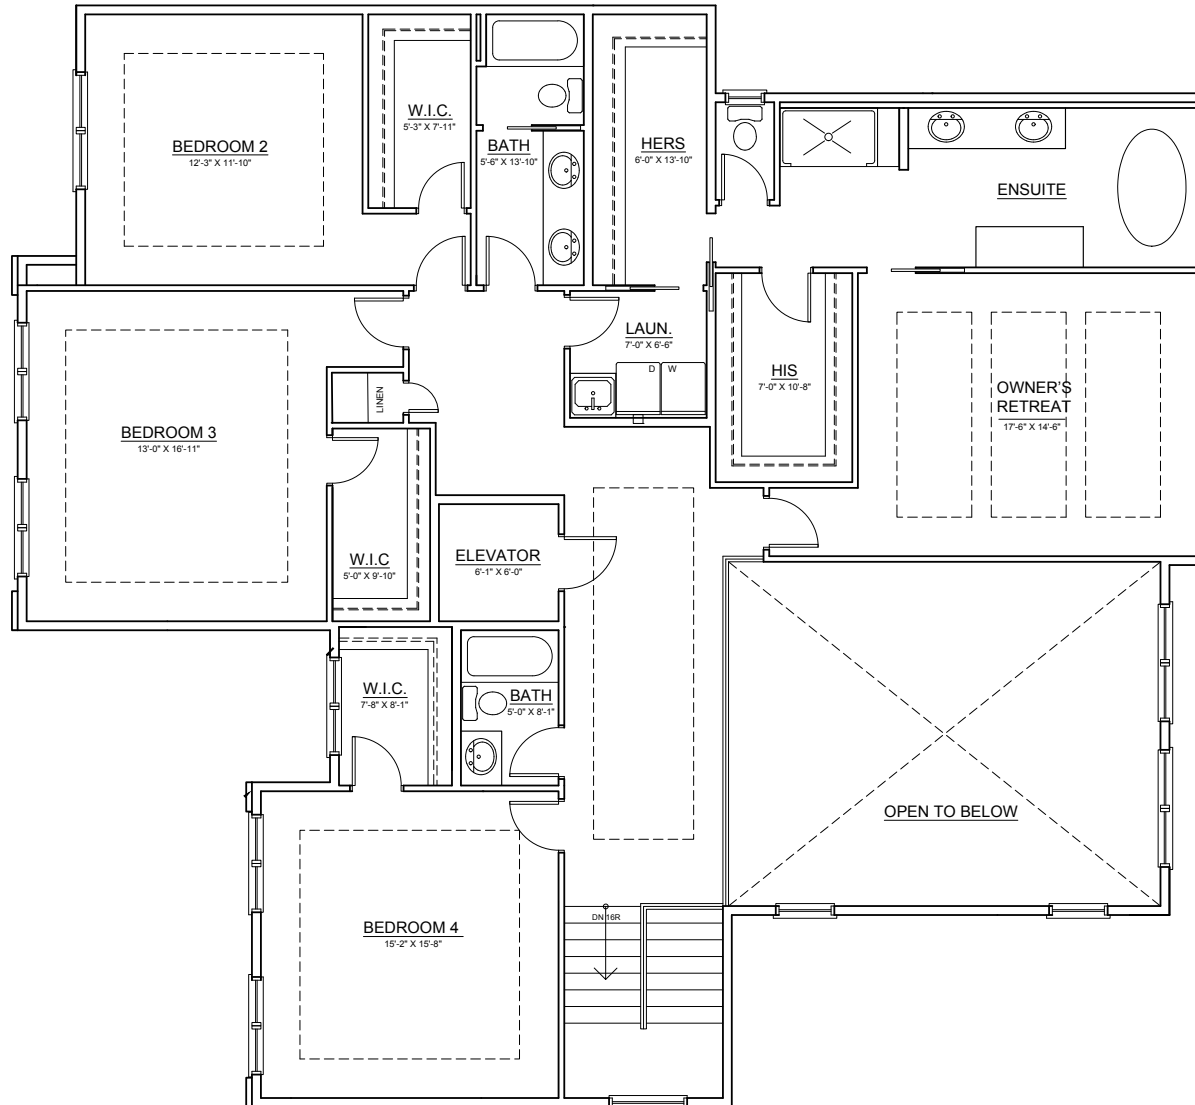 BEDROOM 2
12'-3" X 11'-10"
W.I.C.
5'-3" X 7'-11"
BATH
5'-6" X 13'-10"
HERS
6'-0" X 13'-10"
ENSUITE
LAUN.
7'-0" X 6'-6"
D W
HIS
7'-0" X 10'-8"
OWNER'S
RETREAT
17'-6" X 14'-6"
LINEN
BEDROOM 3
13'-0" X 16'-11"
W.I.C
5'-0" X 9'-10"
ELEVATOR
6'-1" X 6'-0"
W.I.C.
7'-8" X 8'-1"
BATH
5'-0" X 8'-1"
OPEN TO BELOW
DN 16R
BEDROOM 4
15'-2" X 15'-8"